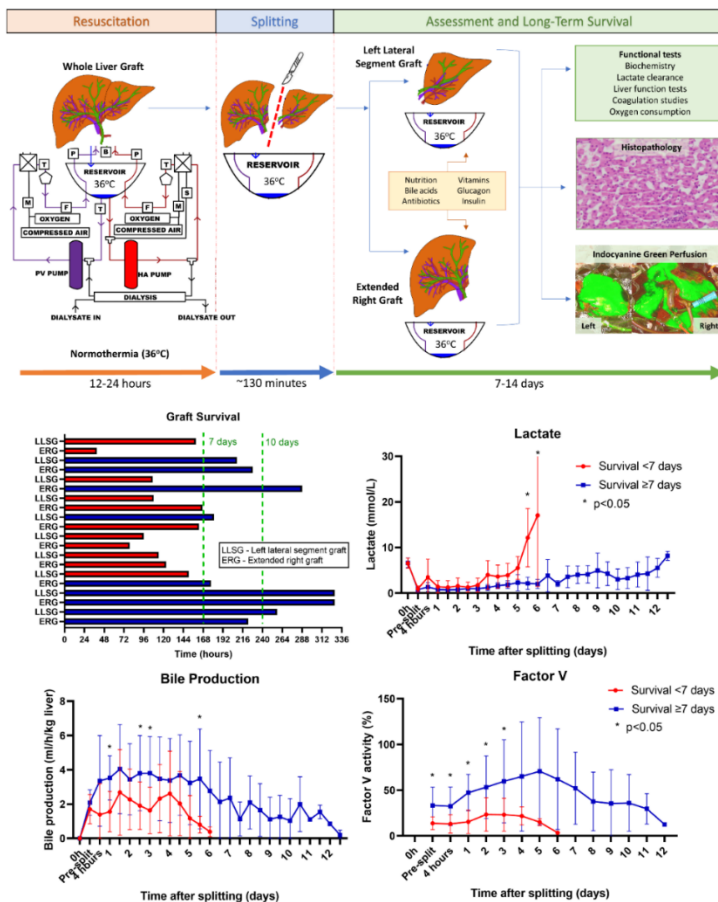 Resuscitation
Splitting
Assessment and Long-Term Survival
Whole Liver Graft
P
B
P
T
T
RESERVOIR
36°C
F
T
F
M
M
S
OXYGEN
OXYGEN
COMPRESSED AIR
COMPRESSED AIR
PV PUMP
HA PUMP
DIALYSIS
DIALYSATE IN
DIALYSATE OUT
Normothermia (36°C)
RESERVOIR
36°C
Left Lateral
Segment Graft
RESERVOIR
36°C
Nutrition
Bile acids
Antibiotics
Vitamins
Glucagon
Insulin
Extended
Right Graft
RESERVOIR
36°C
Functional tests
Biochemistry
Lactate clearance
Liver function tests
Coagulation studies
Oxygen consumption
Histopathology
Indocyanine Green Perfusion
Left
Right
12-24 hours
~130 minutes
7-14 days
Graft Survival
7 days
10 days
LLSG
ERG
LLSG
ERG
LLSG
ERG
LLSG
ERG
LLSG
ERG
LLSG
ERG
LLSG
ERG
LLSG
ERG
LLSG
ERG
LLSG
ERG
LLSG - Left lateral segment graft
ERG - Extended right graft
0 24 48 72 96 120 144 168 192 216 240 264 288 312 336
Time (hours)
Lactate
Survival <7 days
Survival ≥7 days
* p<0.05
Lactate (mmol/L)
30
20
10
0
0h Pre-split 4 hours 1 2 3 4 5 6 7 8 9 10 11 12
Time after splitting (days)
Bile Production
Bile production (ml/h/kg liver)
8
6
4
2
0
0h Pre-split 4 hours 1 2 3 4 5 6 7 8 9 10 11 12
Time after splitting (days)
Factor V
Survival <7 days
Survival ≥7 days
* p<0.05
Factor V activity (%)
150
100
50
0
0h Pre-split 4 hours 1 2 3 4 5 6 7 8 9 10 11 12
Time after splitting (days)